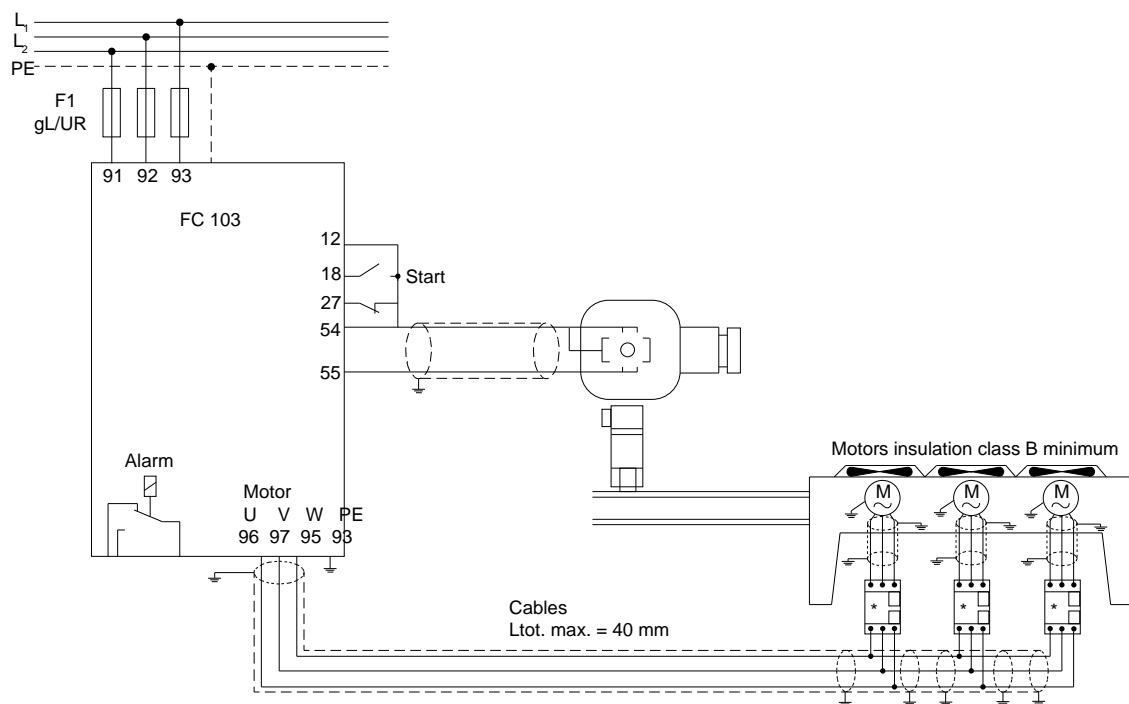 L1
L2
PE
F1
gL/UR
91 92 93
FC 103
12
18 Start
27
54
55
Alarm
Motor
U V W PE
96 97 95 93
Motors insulation class B minimum
M M M
* * *
Cables
Ltot. max. = 40 mm